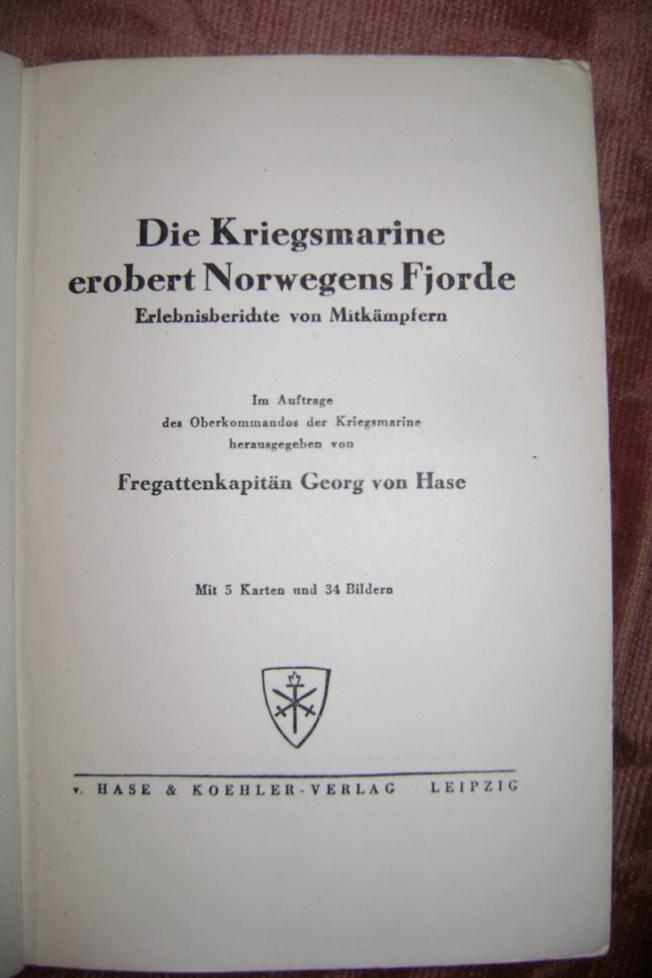 Die Kriegsmarine
erobert Norwegens Fjorde
Erlebnisberichte von Mitkämpfern
Im Auftrage
des Oberkommandos der Kriegsmarine
herausgegeben von
Fregattenkapitän Georg von Hase
Mit 5 Karten und 34 Bildern
v. HASE & KOEHLER-VERLAG LEIPZIG